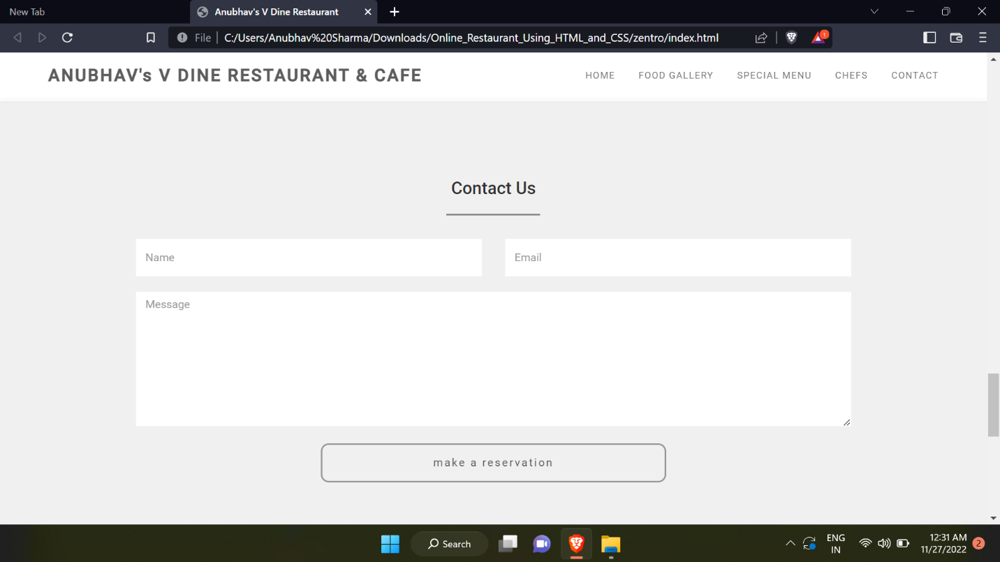 New Tab
Anubhav's V Dine Restaurant
File
C:/Users/Anubhav%20Sharma/Downloads/Online_Restaurant_Using_HTML_and_CSS/zentro/index.html
1
ANUBHAV's V DINE RESTAURANT & CAFE
HOME FOOD GALLERY SPECIAL MENU CHEFS CONTACT
Contact Us
Name
Email
Message
make a reservation
Search
ENG
IN
12:31 AM
11/27/2022
2